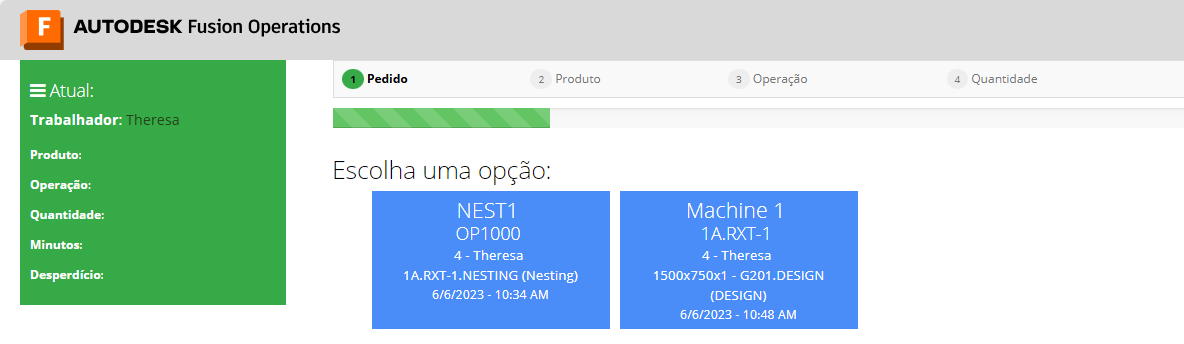 F AUTODESK Fusion Operations
Atual:
Trabalhador: Theresa
Produto:
Operação:
Quantidade:
Minutos:
Desperdício:
1 Pedido 2 Produto 3 Operação 4 Quantidade
Escolha uma opção:
NEST1
OP1000
4 - Theresa
1A.RXT-1.NESTING (Nesting)
6/6/2023 - 10:34 AM
Machine 1
1A.RXT-1
4 - Theresa
1500x750x1 - G201.DESIGN
(DESIGN)
6/6/2023 - 10:48 AM